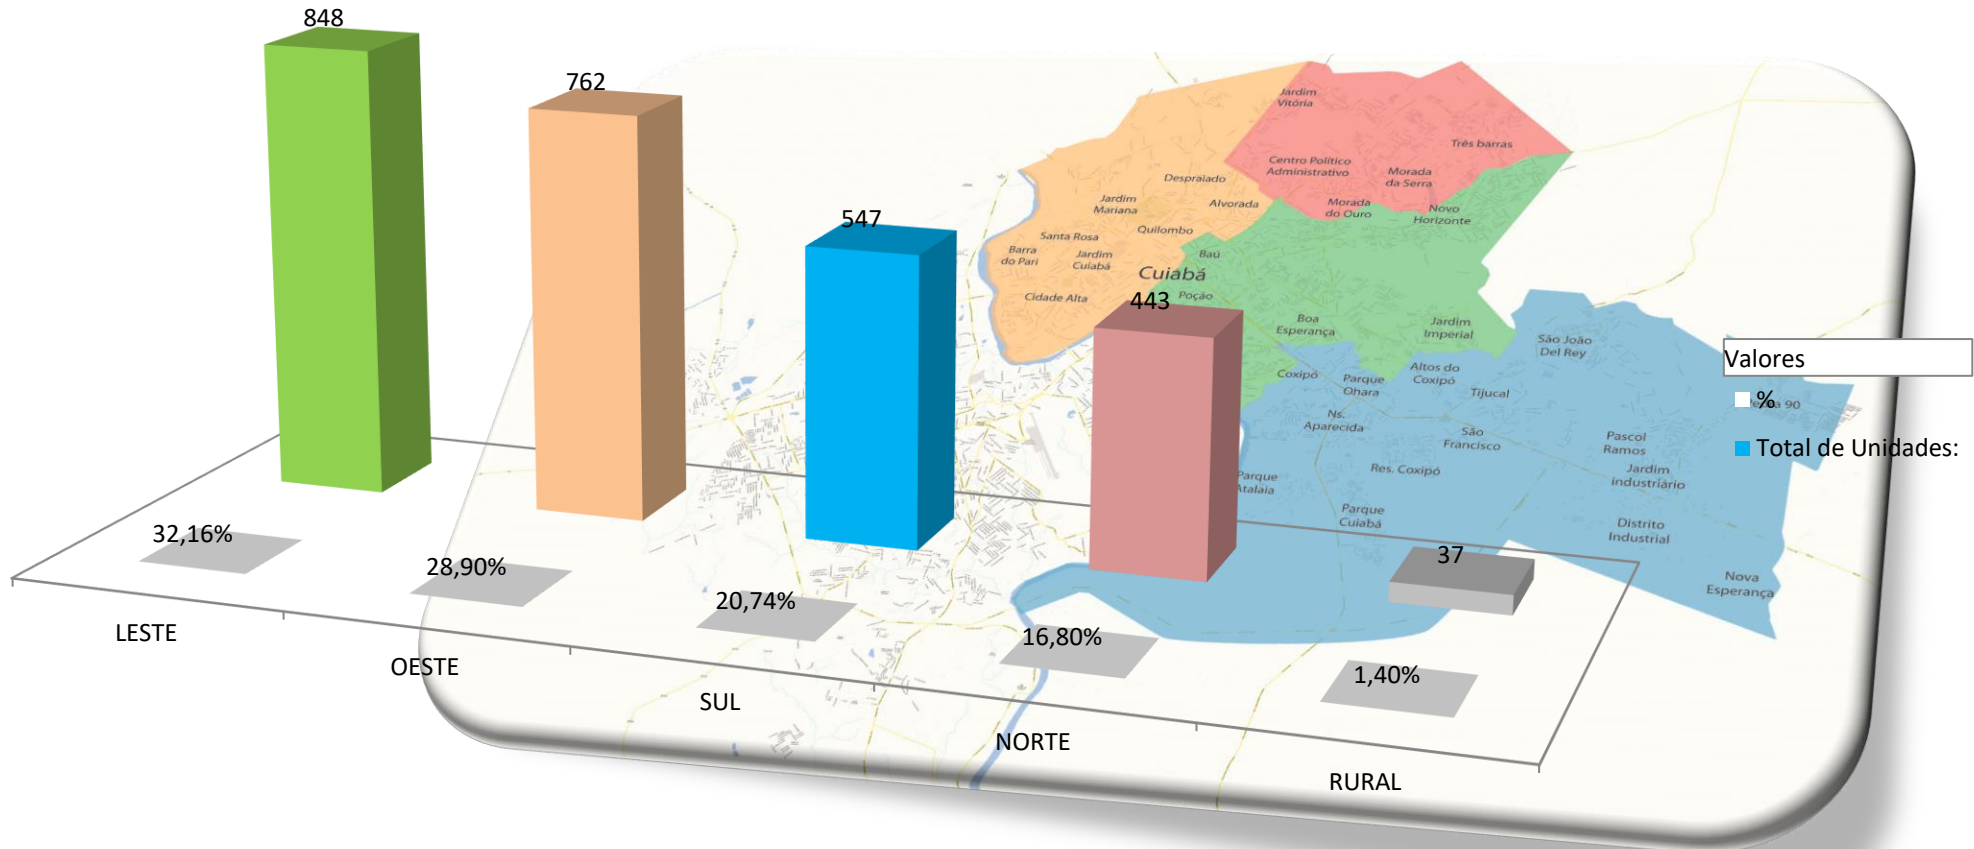 848
762
547
443
37
32,16%
28,90%
20,74%
16,80%
1,40%
LESTE
OESTE
SUL
NORTE
RURAL
Valores
%
Total de Unidades:
Jardim
Vitória
Três barras
Centro Político
Administrativo
Morada
da Serra
Despraiado
Jardim
Mariana
Alvorada
Morada
do Ouro
Novo
Horizonte
Santa Rosa
Quilombo
Barra
do Pari
Jardim
Cuiabá
Baú
Cuiabá
Cidade Alta
Poção
Boa
Esperança
Jardim
Imperial
São João
Del Rey
Coxipó
Parque
Ohara
Altos do
Coxipó
Tijucal
90
Ns.
Aparecida
São
Francisco
Pascol
Ramos
Parque
Atalaia
Res. Coxipó
Jardim
industriário
Parque
Cuiabá
Distrito
Industrial
Nova
Esperança